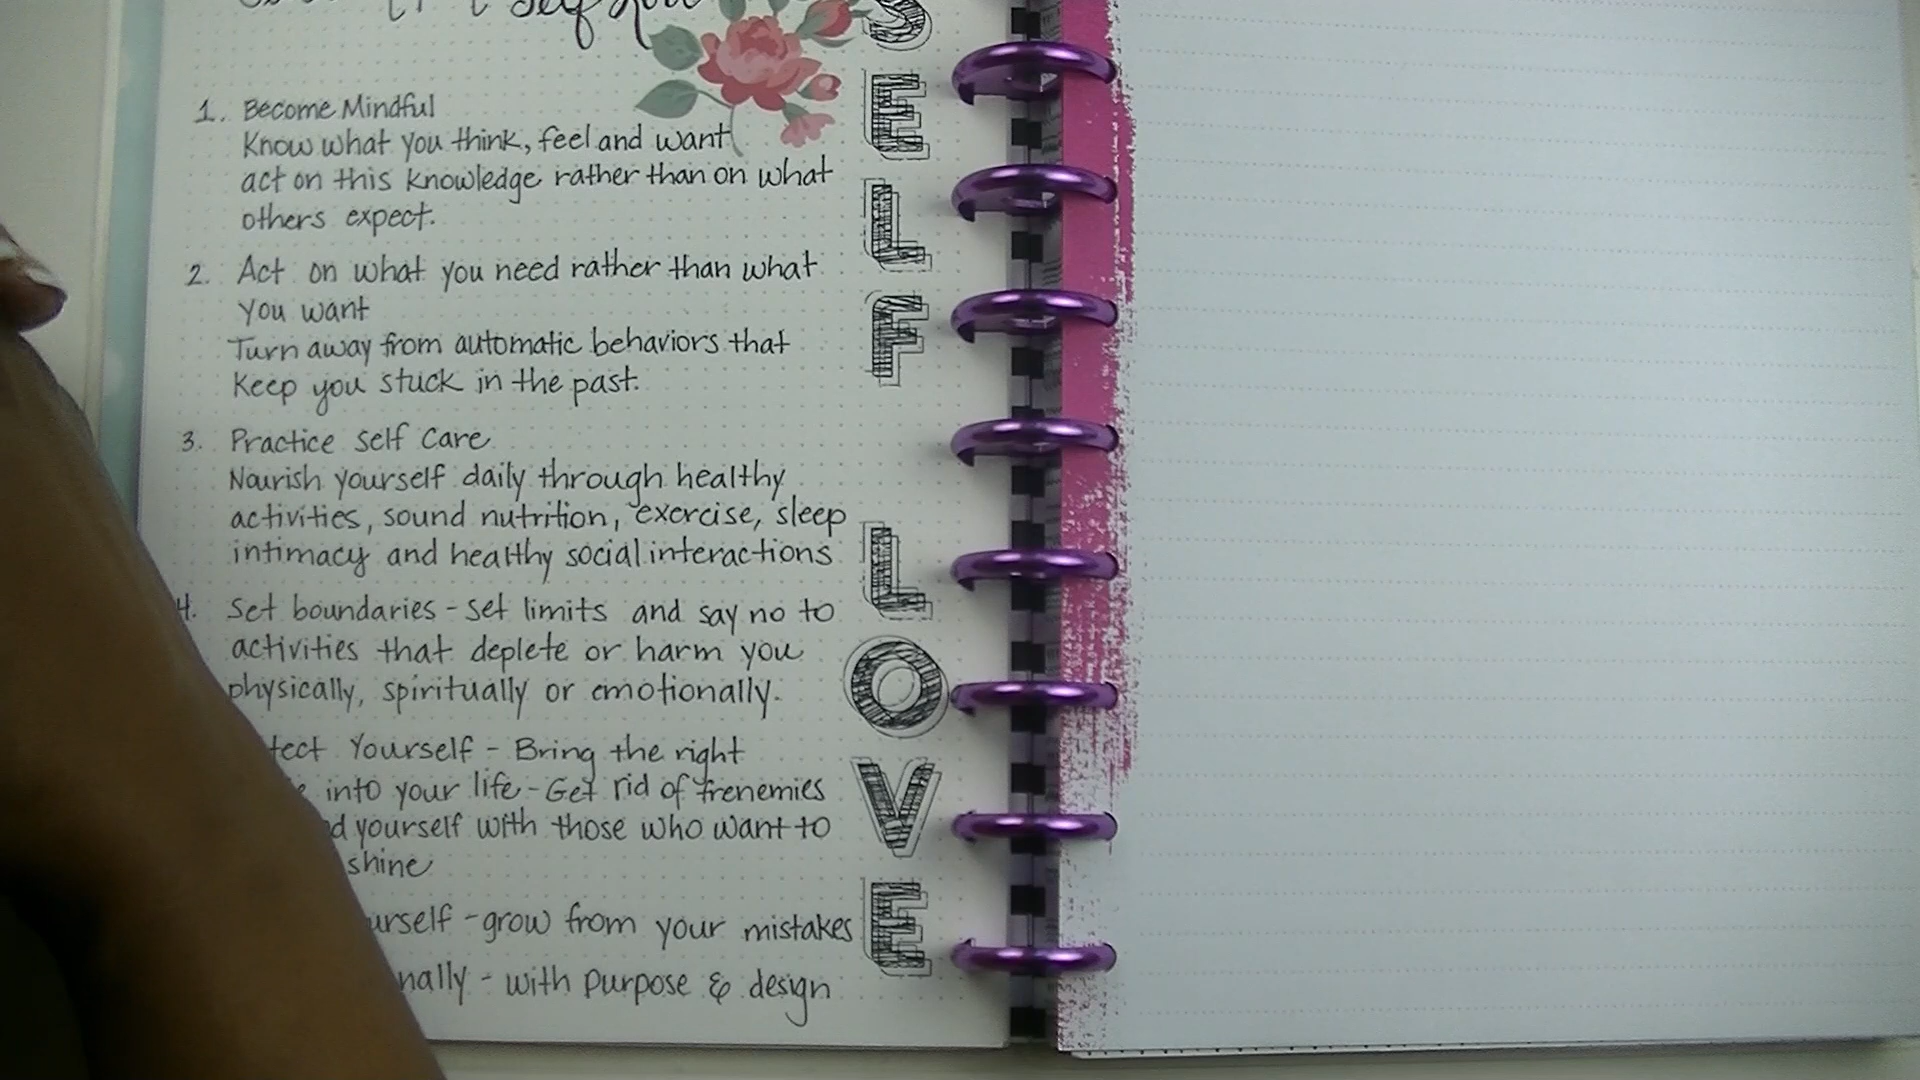 Self
1. Become Mindful
Know what you think, feel and want
act on this knowledge rather than on what
others expect.
2. Act on what you need rather than what
you want
Turn away from automatic behaviors that
keep you stuck in the past.
3. Practice Self Care
Nourish yourself daily through healthy
activities, sound nutrition, exercise, sleep
intimacy and healthy social interactions
4. Set boundaries - set limits and say no to
activities that deplete or harm you
physically, spiritually or emotionally.
tect Yourself - Bring the right
into your life - Get rid of frenemies
d yourself with those who want to
shine
urself - grow from your mistakes
nally - with purpose & design
SELF
LOVE